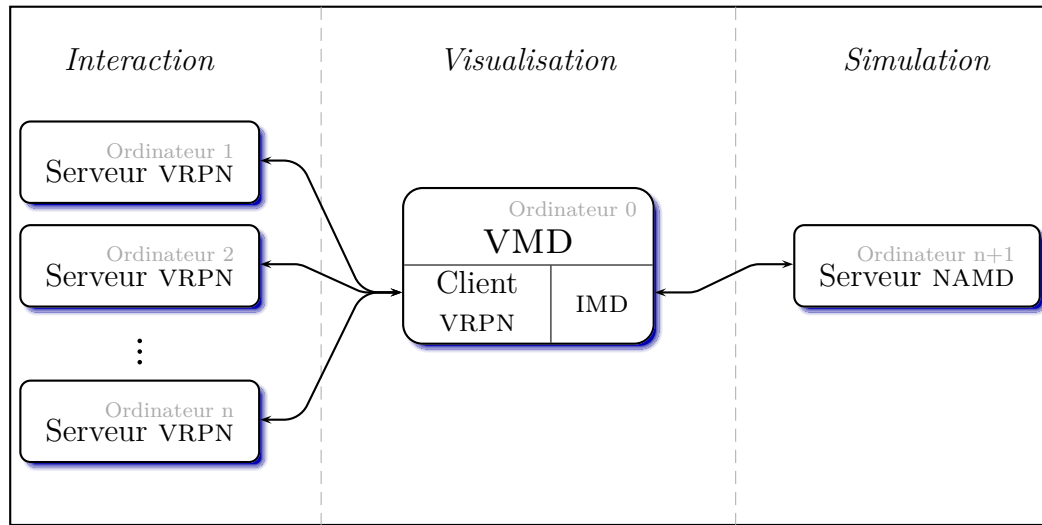 Interaction
Visualisation
Simulation
Ordinateur 1
Serveur VRPN
Ordinateur 2
Serveur VRPN
Ordinateur n
Serveur VRPN
Ordinateur 0
VMD
Client
VRPN
IMD
Ordinateur n+1
Serveur NAMD